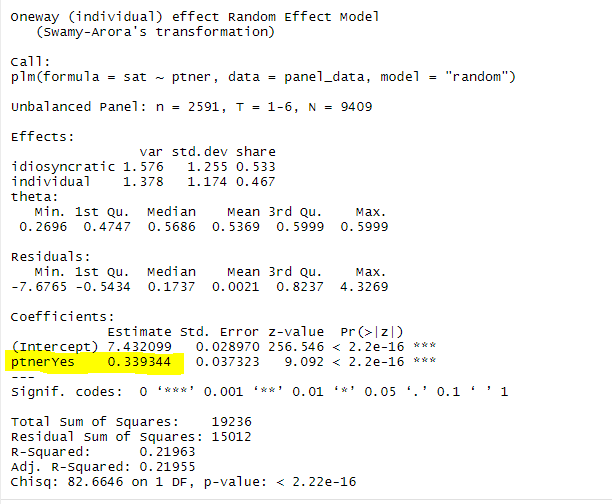 Oneway (individual) effect Random Effect Model
(Swamy-Arora's transformation)
Call:
plm(formula = sat ~ ptner, data = panel_data, model = "random")
Unbalanced Panel: n = 2591, T = 1-6, N = 9409
Effects:
var std.dev share
idiosyncratic 1.576 1.255 0.533
individual 1.378 1.174 0.467
theta:
Min. 1st Qu. Median Mean 3rd Qu. Max.
0.2696 0.4747 0.5686 0.5369 0.5999 0.5999
Residuals:
Min. 1st Qu. Median Mean 3rd Qu. Max.
-7.6765 -0.5434 0.1737 0.0021 0.8237 4.3269
Coefficients:
Estimate Std. Error z-value Pr(>|z|)
(Intercept) 7.432099 0.028970 256.546 < 2.2e-16 ***
ptnerYes 0.339344 0.037323 9.092 < 2.2e-16 ***
---
Signif. codes: 0 ‘***’ 0.001 ‘**’ 0.01 ‘*’ 0.05 ‘.’ 0.1 ‘ ’ 1
Total Sum of Squares: 19236
Residual Sum of Squares: 15012
R-Squared: 0.21963
Adj. R-Squared: 0.21955
Chisq: 82.6646 on 1 DF, p-value: < 2.22e-16